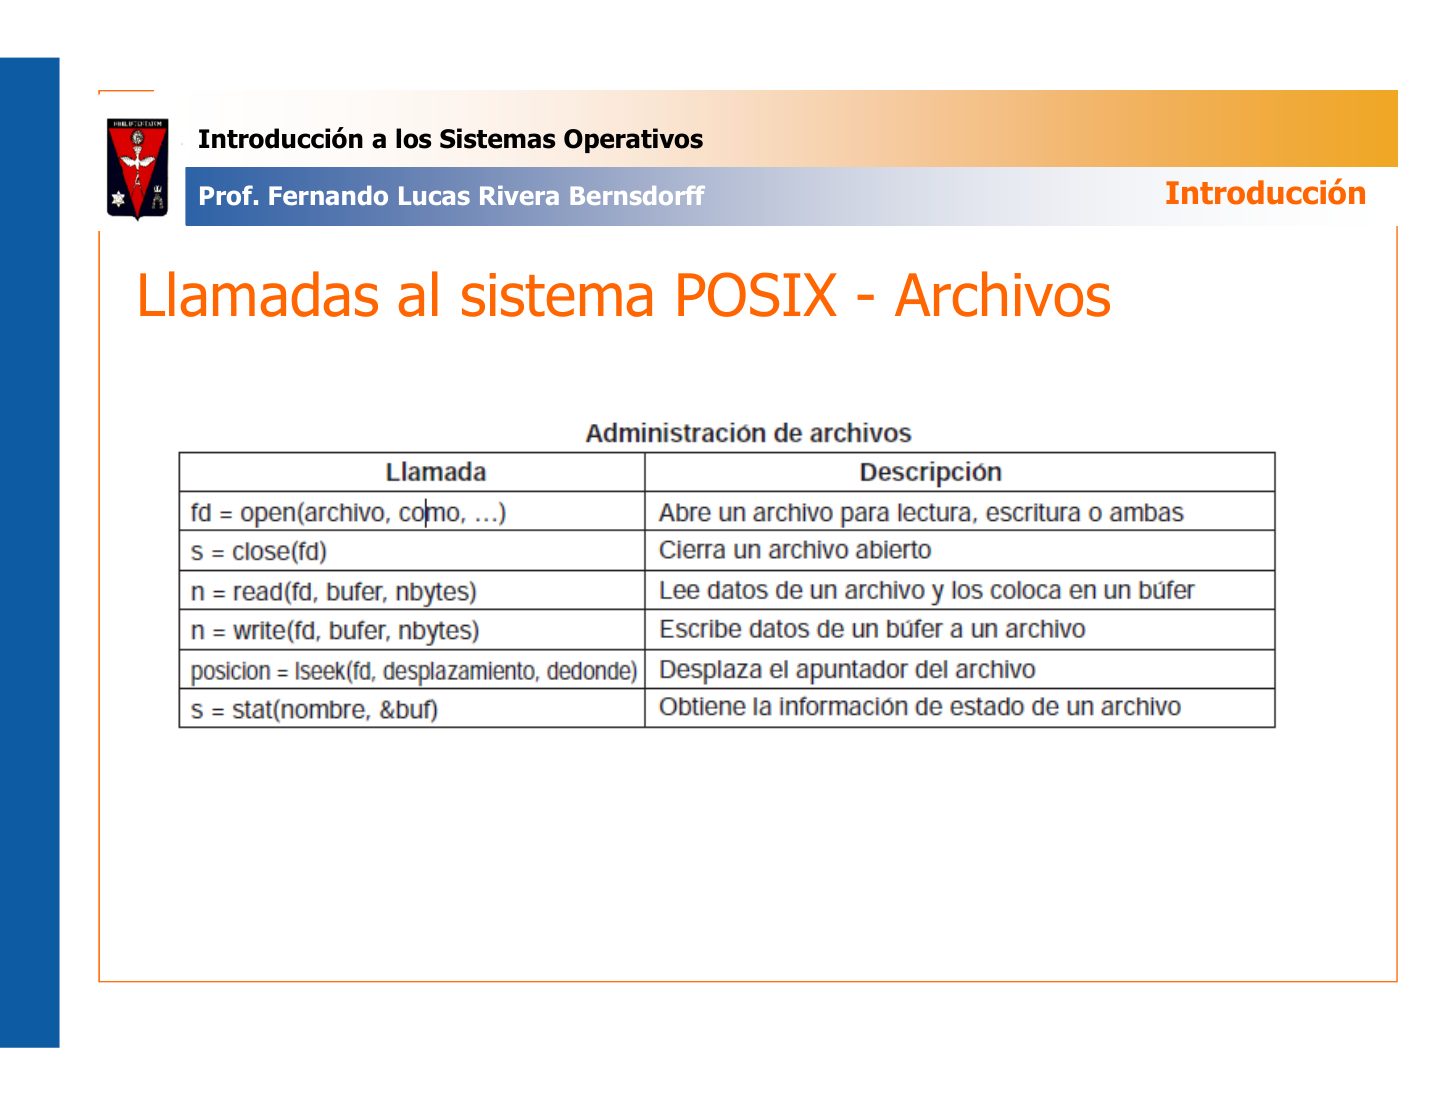 Introducción a los Sistemas Operativos
Prof. Fernando Lucas Rivera Bernsdorff
Introducción
Llamadas al sistema POSIX - Archivos
Administración de archivos
Llamada Descripción
fd = open(archivo, como, ...) Abre un archivo para lectura, escritura o ambas
s = close(fd) Cierra un archivo abierto
n = read(fd, bufer, nbytes) Lee datos de un archivo y los coloca en un búfer
n = write(fd, bufer, nbytes) Escribe datos de un búfer a un archivo
posicion = lseek(fd, desplazamiento, dedonde) Desplaza el apuntador del archivo
s = stat(nombre, &buf) Obtiene la información de estado de un archivo